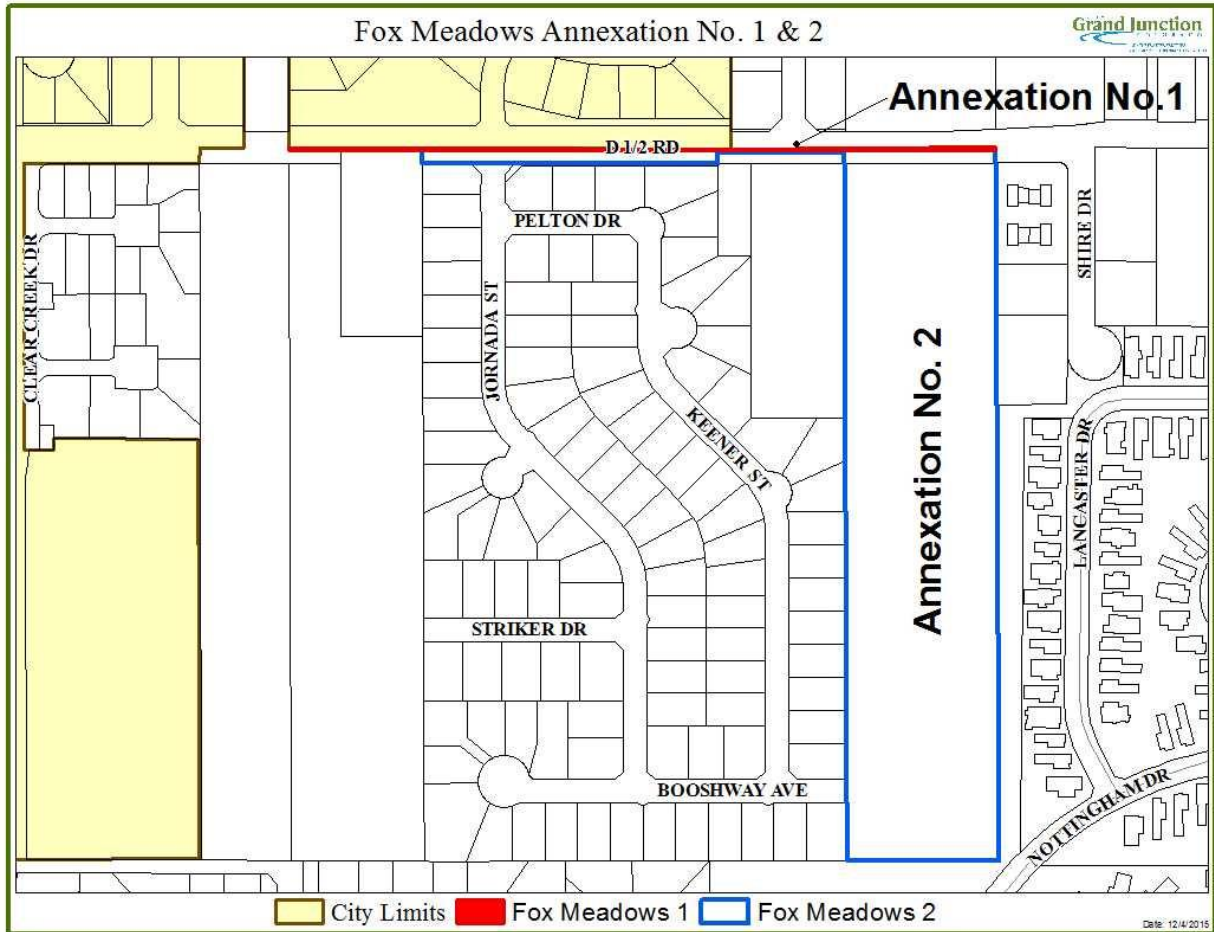 Fox Meadows Annexation No. 1 & 2
Grand Junction
COLORADO
Annexation No.1
D 1/2 RD
PELTON DR
SHIRE DR
CLEAR CREEK DR
JORNADA ST
KEENER ST
Annexation No. 2
LANCASTER DR
STRIKER DR
BOOSHWAY AVE
NOTTINGHAM DR
City Limits
Fox Meadows 1
Fox Meadows 2
Date: 12/4/2015